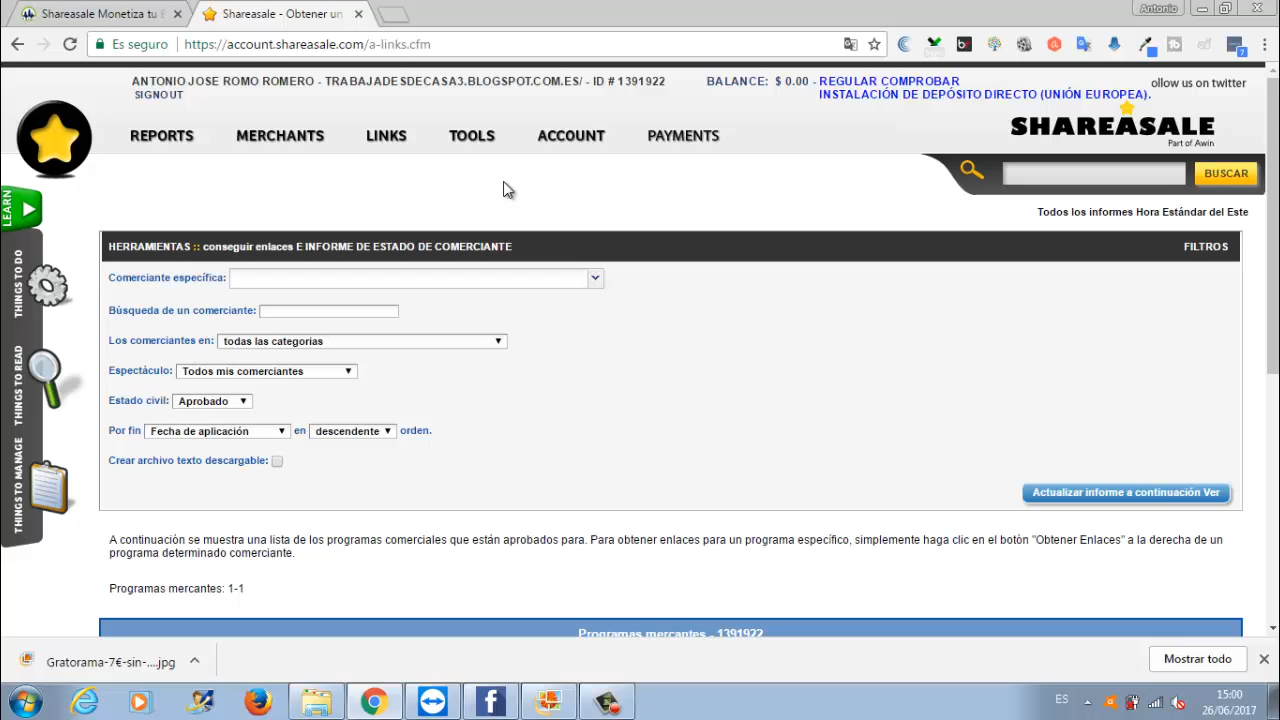 Shareasale Monetiza tu
Shareasale - Obtener un
Antonio
Es seguro
https://account.shareasale.com/a-links.cfm
ANTONIO JOSE ROMO ROMERO - TRABAJADESDECASA3.BLOGSPOT.COM.ES/ - ID # 1391922
BALANCE: $ 0.00 - REGULAR COMPROBAR
ollow us on twitter
SIGNOUT
INSTALACIÓN DE DEPÓSITO DIRECTO (UNIÓN EUROPEA).
REPORTS MERCHANTS LINKS TOOLS ACCOUNT PAYMENTS
SHAREASALE
Part of Awin
BUSCAR
LEARN
Todos los informes Hora Estándar del Este
HERRAMIENTAS :: conseguir enlaces E INFORME DE ESTADO DE COMERCIANTE
FILTROS
THINGS TO DO
Comerciante específica:
Búsqueda de un comerciante:
Los comerciantes en: todas las categorias
THINGS TO READ
Espectáculo: Todos mis comerciantes
Estado civil: Aprobado
Por fin Fecha de aplicación en descendente orden.
Crear archivo texto descargable:
THINGS TO MANAGE
Actualizar informe a continuación Ver
A continuación se muestra una lista de los programas comerciales que están aprobados para. Para obtener enlaces para un programa específico, simplemente haga clic en el botón "Obtener Enlaces" a la derecha de un
programa determinado comerciante.
Programas mercantes: 1-1
Programas mercantes - 1391922
Gratorama-7€-sin-....jpg
Mostrar todo
ES
15:00
26/06/2017